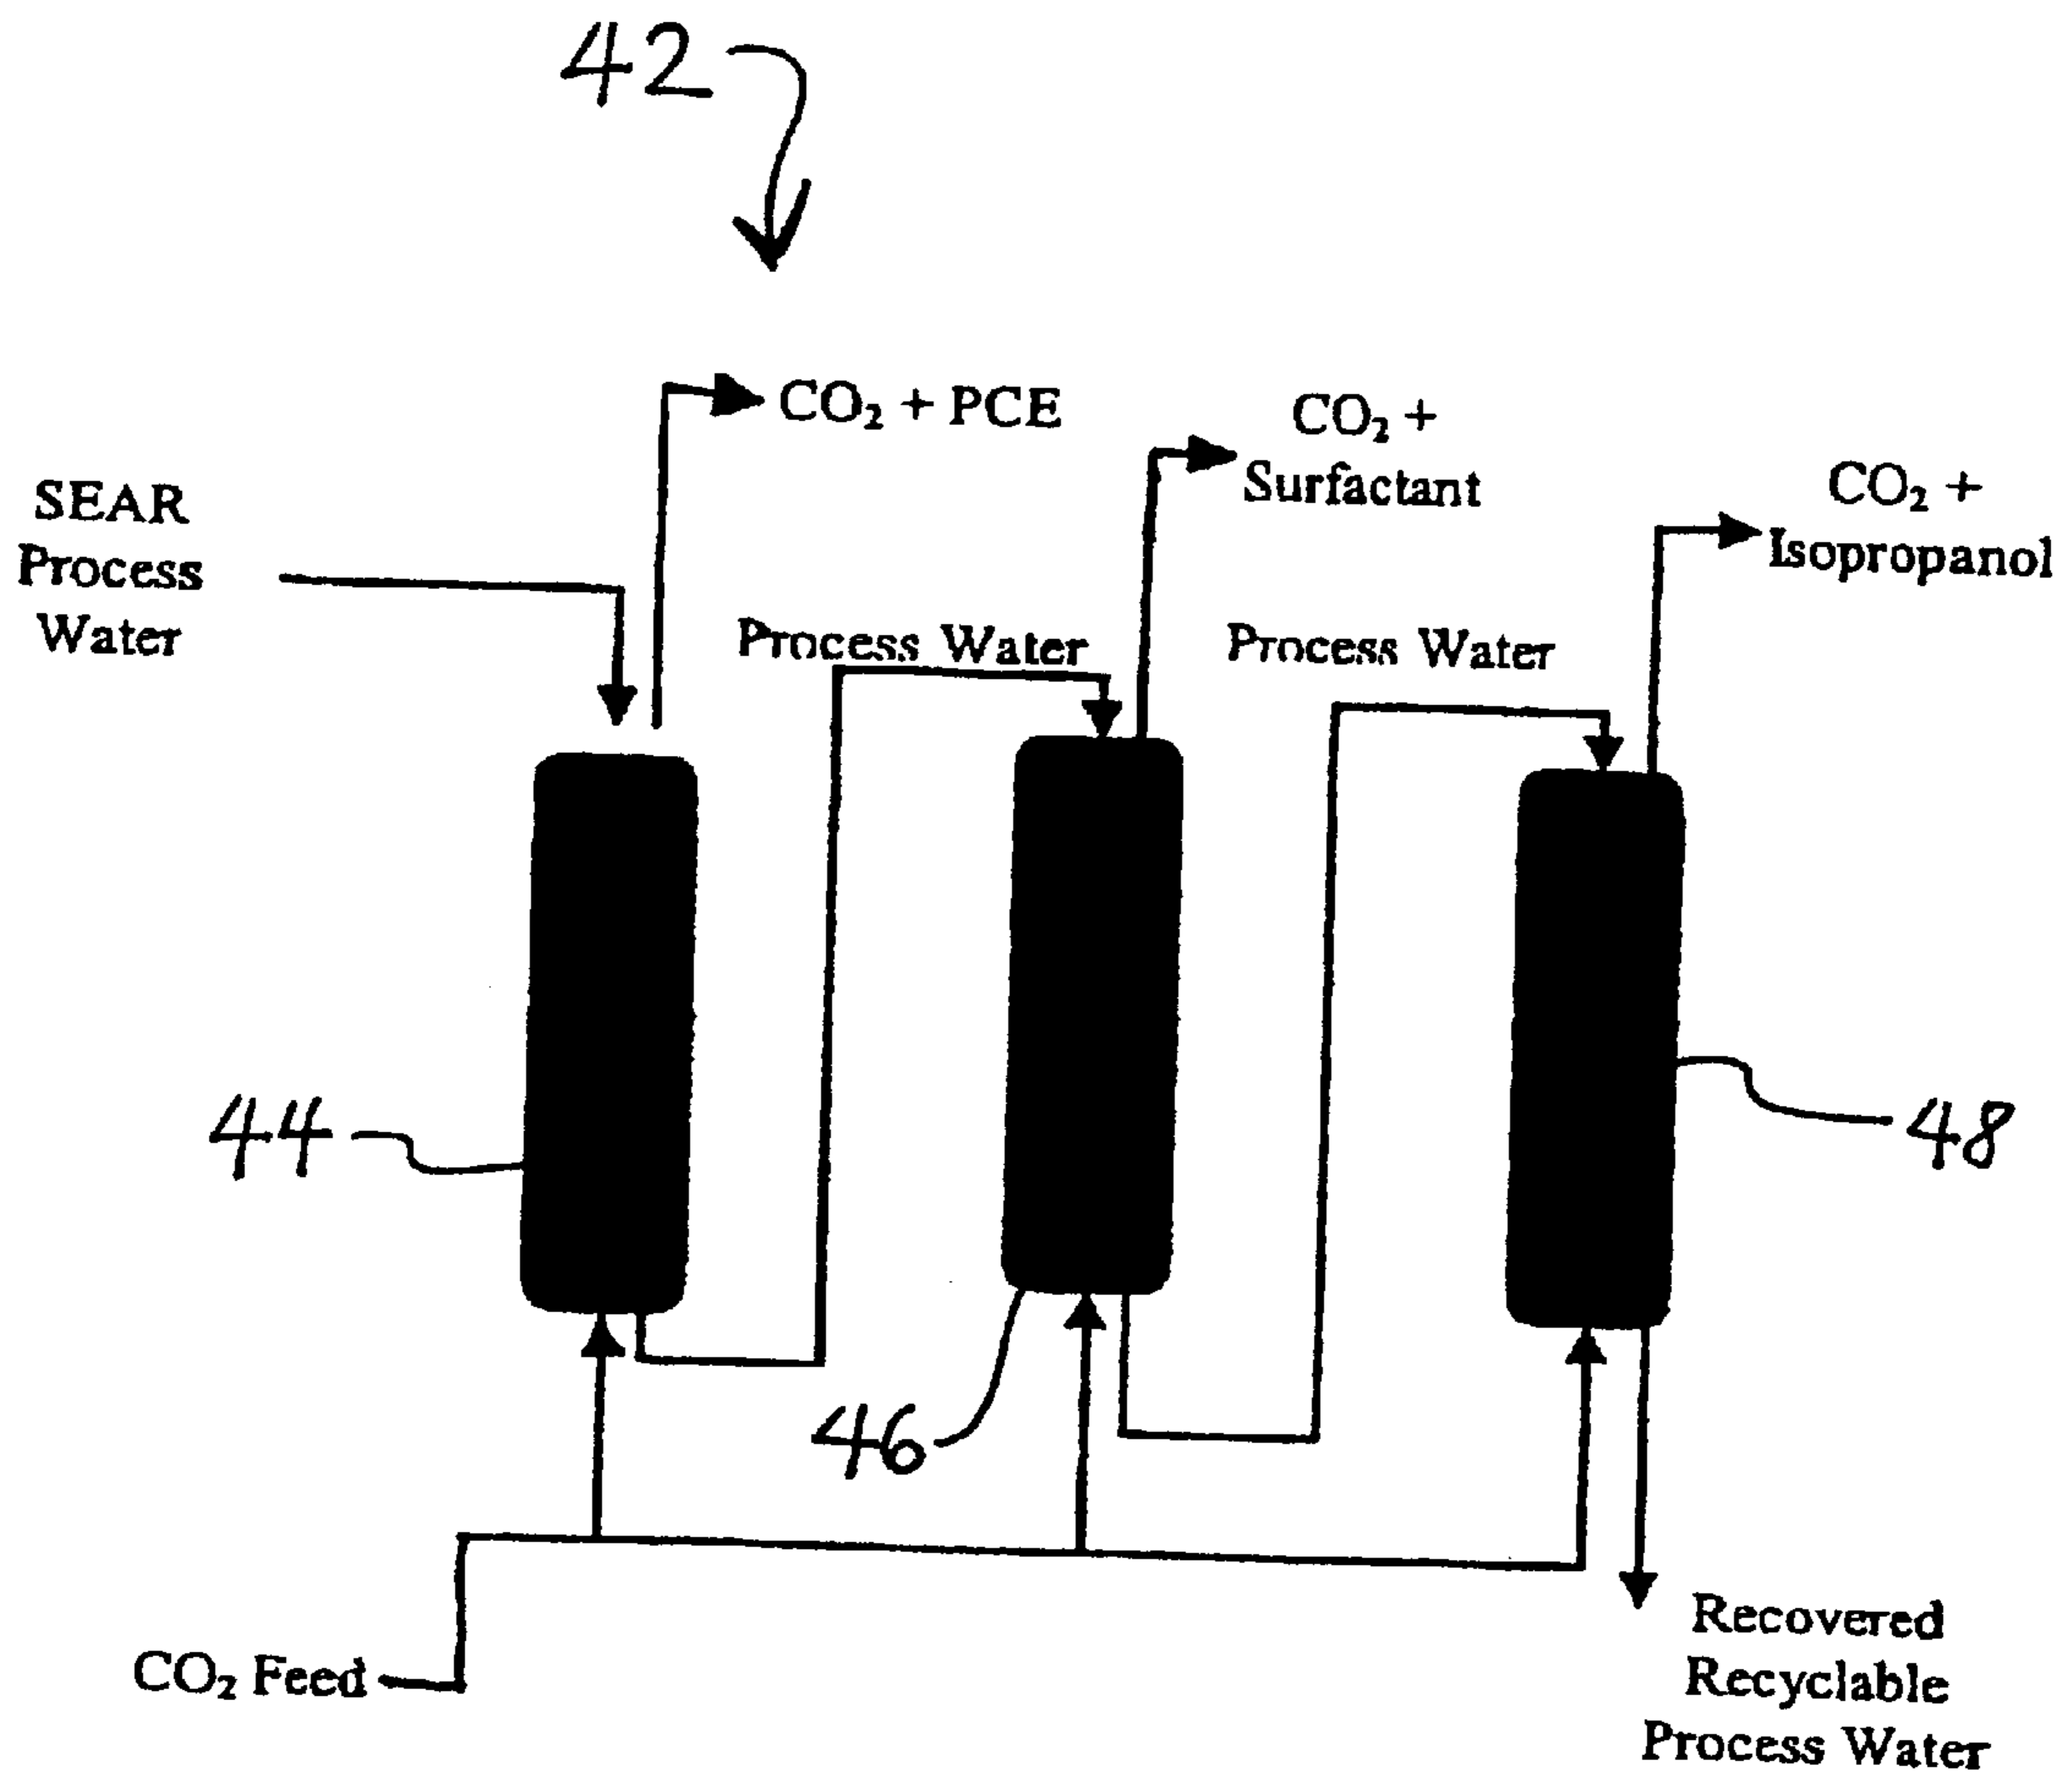 42
CO₂ + PCE
CO₂ +
Surfactant
CO₂ +
Isopropanol
SEAR
Process
Water
Process Water
Process Water
44
48
46
CO₂ Feed
Recovered
Recyclable
Process Water